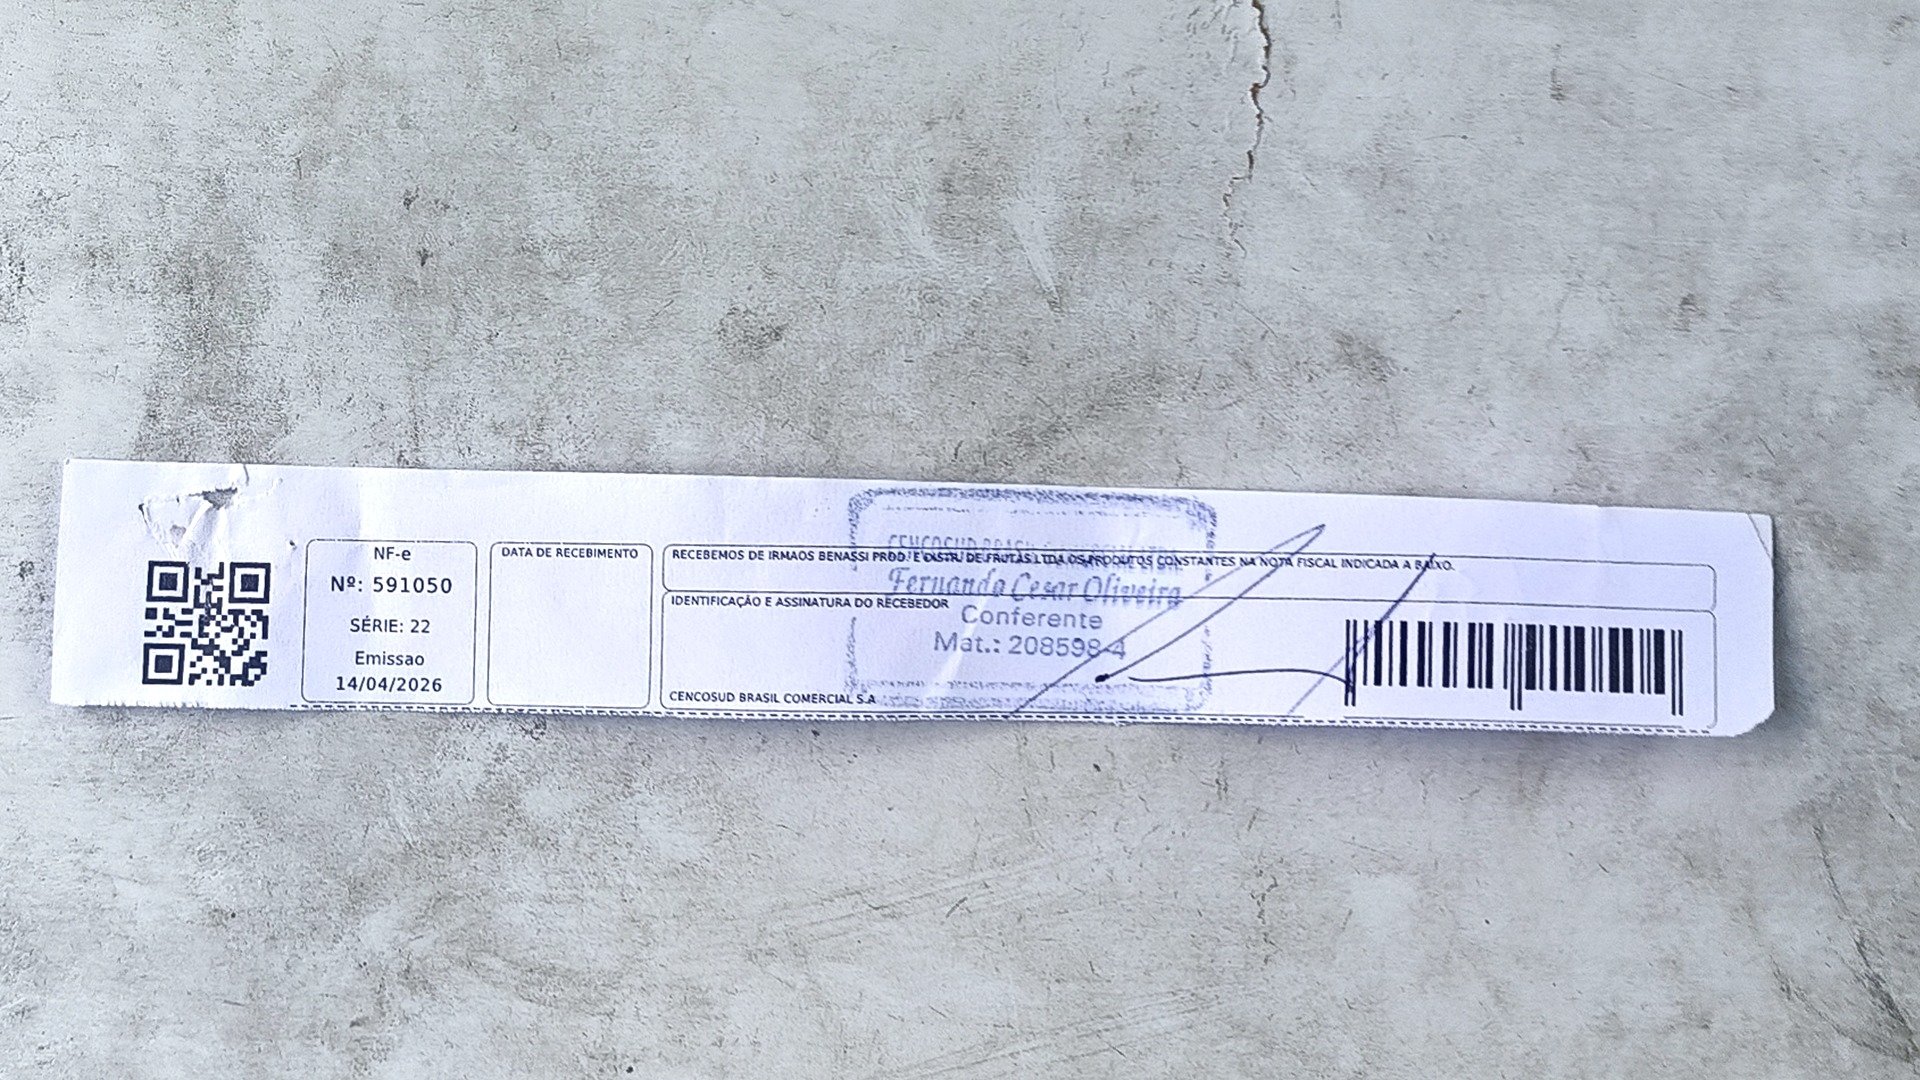 NF-e
Nº: 591050
SÉRIE: 22
Emissao
14/04/2026
DATA DE RECEBIMENTO
RECEBEMOS DE IRMAOS BENASSI PROD. E DISTR. DE FRUTAS LTDA OS PRODUTOS CONSTANTES NA NOTA FISCAL INDICADA A BAIXO.
IDENTIFICAÇÃO E ASSINATURA DO RECEBEDOR
CENCOSUD BRASIL
Fernando Cesar Oliveira
Conferente
Mat.: 208598-4
CENCOSUD BRASIL COMERCIAL S.A